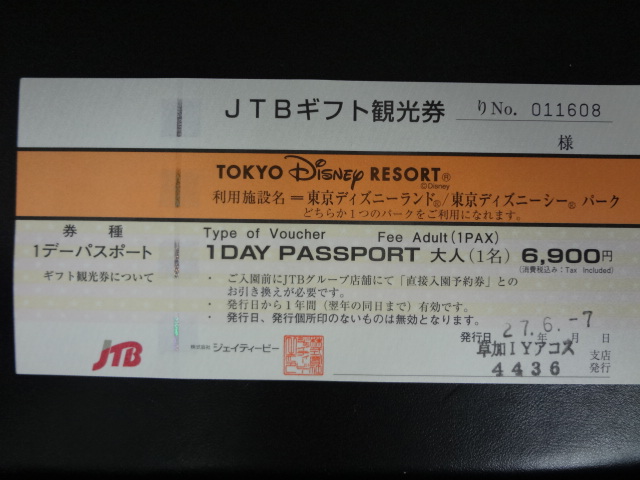 JTBギフト観光券 りNo. 011608
様
TOKYO DISNEY RESORT®
©Disney
利用施設名=東京ディズニーランド®/東京ディズニーシー® パーク
どちらか1つのパークをご利用になれます。
券種 Type of Voucher Fee Adult(1PAX)
1デーパスポート 1DAY PASSPORT 大人(1名) 6,900円
(消費税込み:Tax Included)
ギフト観光券について
・ ご入園前にJTBグループ店舗にて「直接入園予約券」との
お引き換えが必要です。
・ 発行日から1年間(翌年の同日まで)有効です。
・ 発行日、発行個所印のないものは無効となります。
発行日 27.6.-7
年 月 日
JTB 株式会社 ジェイティービー
草加IYアコス 支店
4436 発行